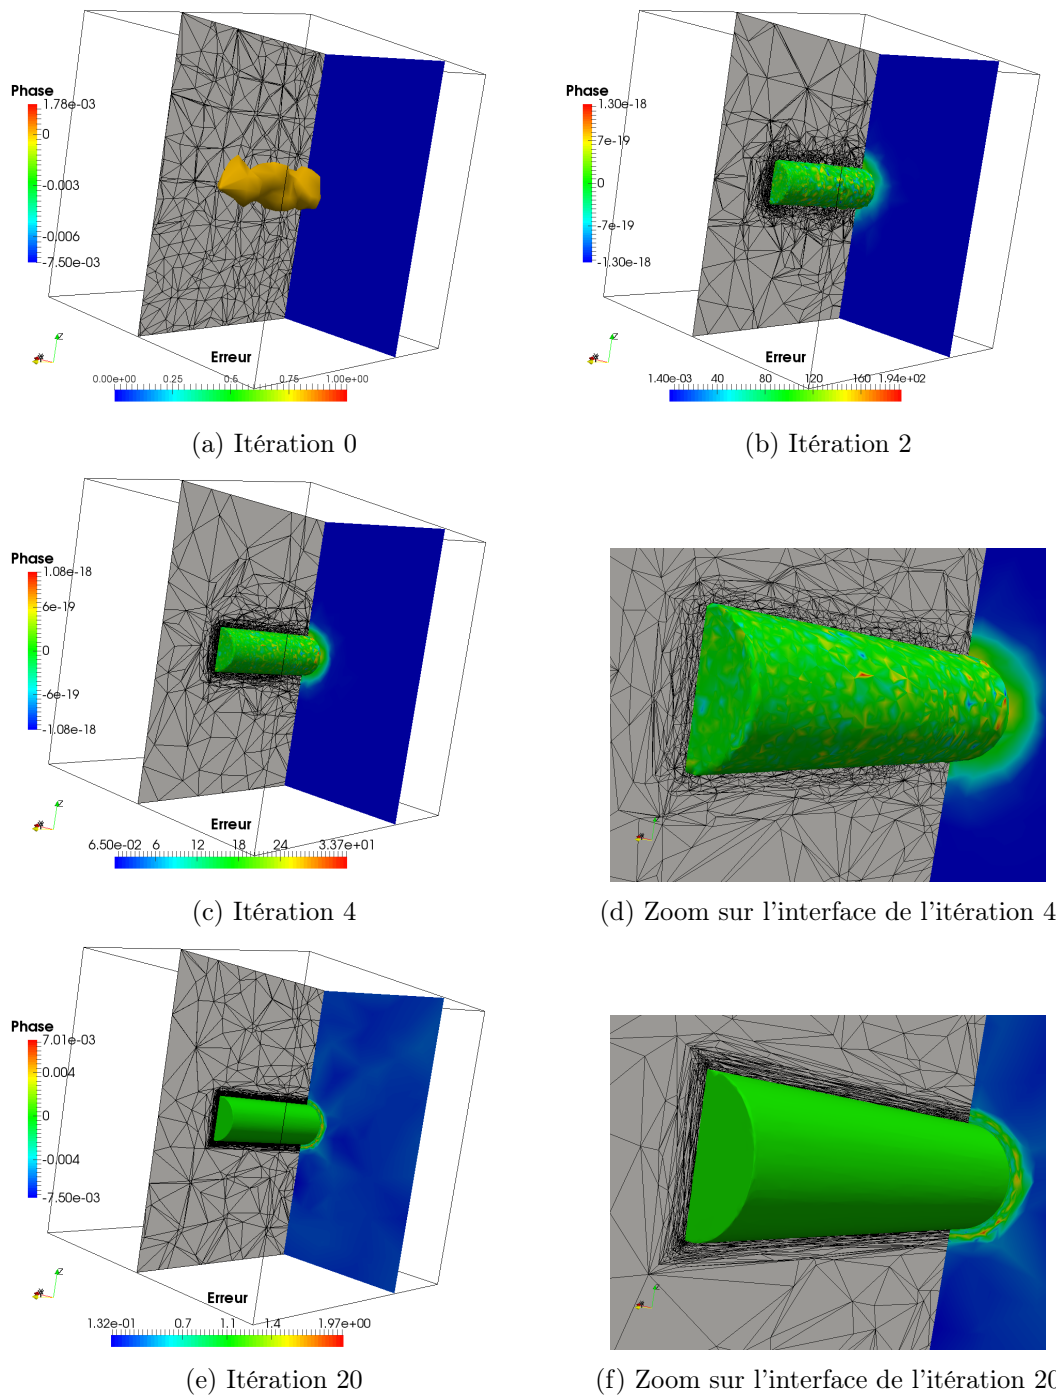 Phase
1.78e-03
0
-0.003
-0.006
-7.50e-03
Z
Erreur
0.00e+00 0.25 0.5 0.75 1.00e+00
(a) Itération 0
Phase
1.30e-18
7e-19
0
-7e-19
-1.30e-18
Z
Erreur
1.40e-03 40 80 120 160 1.94e+02
(b) Itération 2
Phase
1.08e-18
6e-19
0
-6e-19
-1.08e-18
Z
Erreur
6.50e-02 6 12 18 24 3.37e+01
(c) Itération 4
(d) Zoom sur l'interface de l'itération 4
Phase
7.01e-03
0.004
0
-0.004
-7.50e-03
Z
Erreur
1.32e-01 0.7 1.1 1.4 1.97e+00
(e) Itération 20
Z
(f) Zoom sur l'interface de l'itération 20